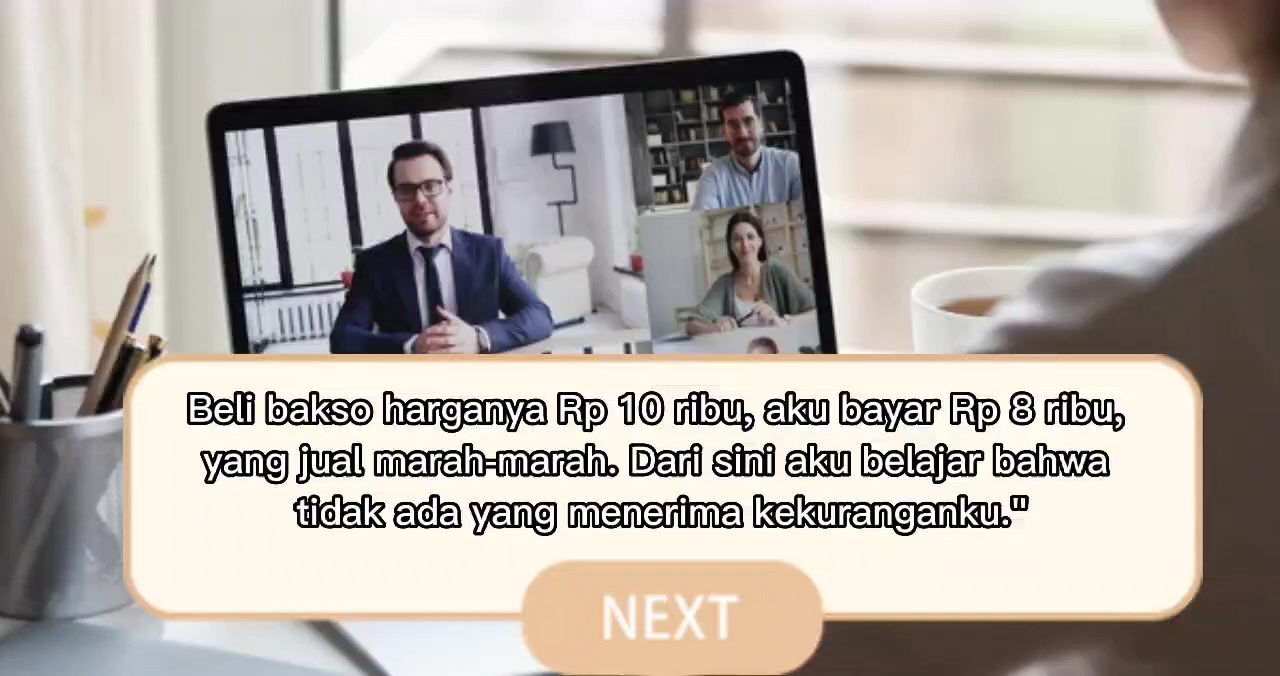 Beli bakso harganya Rp 10 ribu, aku bayar Rp 8 ribu,
yang jual marah-marah. Dari sini aku belajar bahwa
tidak ada yang menerima kekuranganku."
NEXT